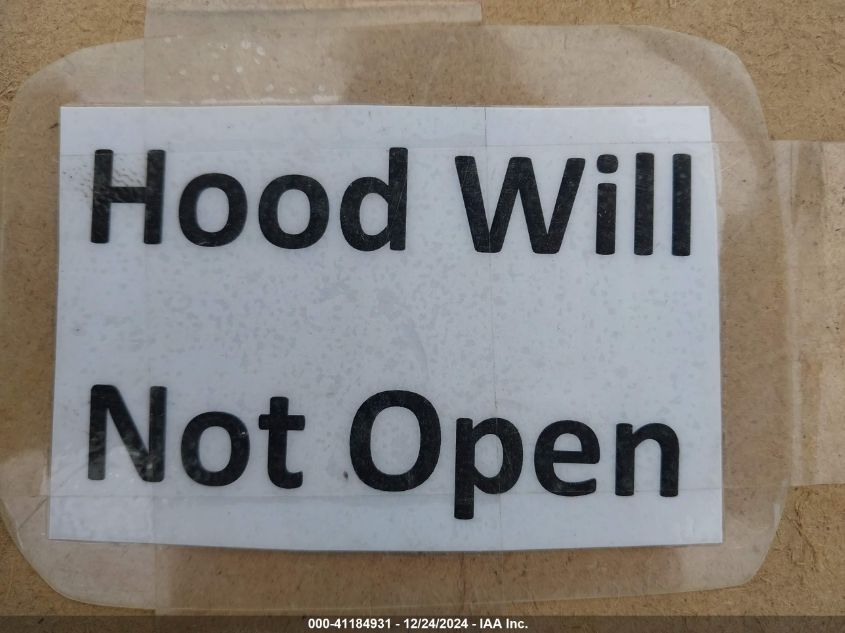 Hood Will
Not Open
000-41184931 - 12/24/2024 - IAA Inc.